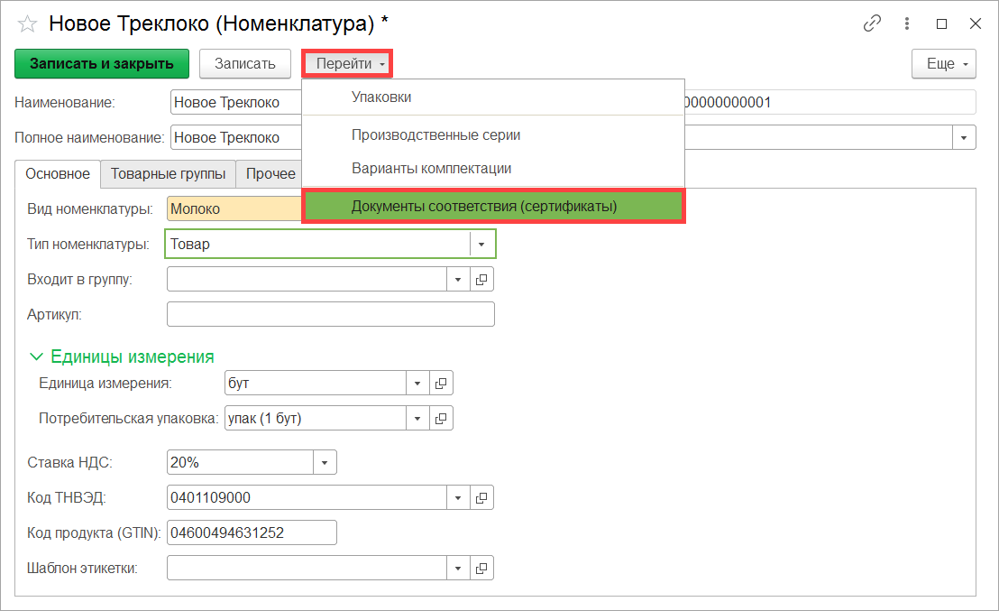 Новое Треклоко (Номенклатура) *
Записать и закрыть
Записать
Перейти
Еще
Упаковки
Производственные серии
Варианты комплектации
Документы соответствия (сертификаты)
Наименование:
Новое Треклоко
00000000001
Полное наименование:
Новое Треклоко
Основное
Товарные группы
Прочее
Вид номенклатуры:
Молоко
Тип номенклатуры:
Товар
Входит в группу:
Артикул:
Единицы измерения
Единица измерения:
бут
Потребительская упаковка:
упак (1 бут)
Ставка НДС:
20%
Код ТНВЭД:
0401109000
Код продукта (GTIN):
04600494631252
Шаблон этикетки: